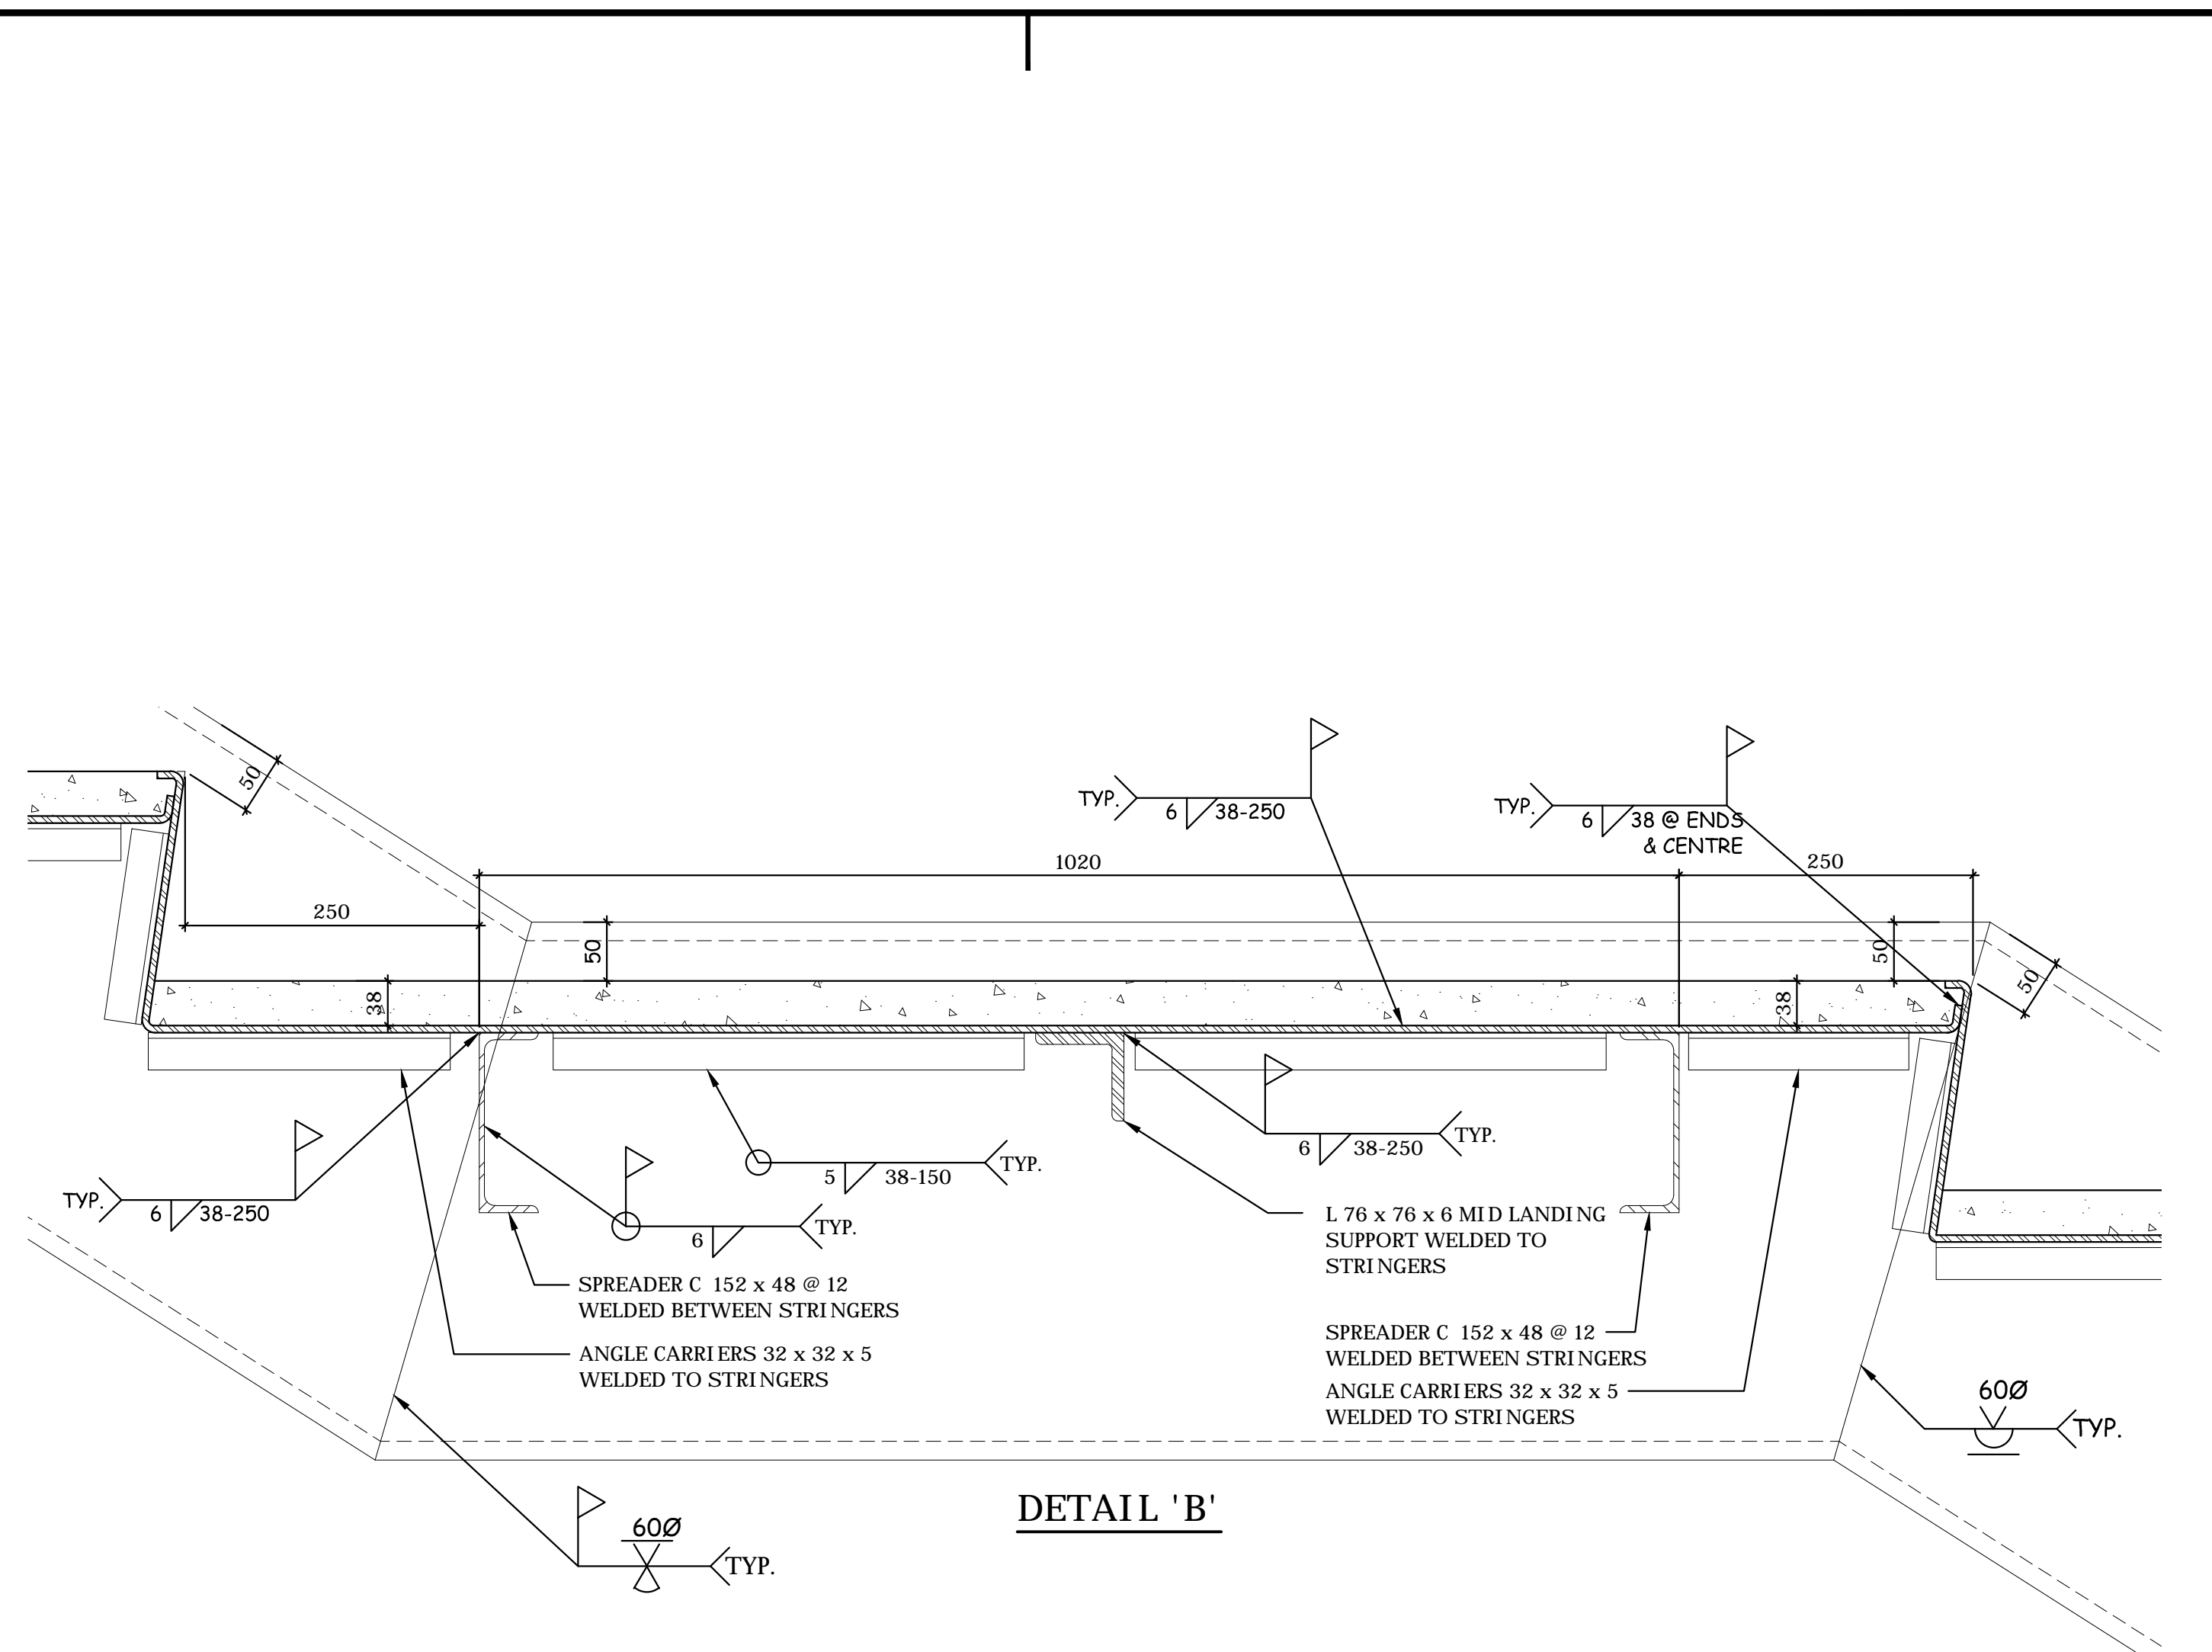 50
TYP.
6
38-250
TYP.
6
38 @ ENDS
& CENTRE
1020
250
250
50
50
50
38
38
TYP.
6
38-250
5
38-150
TYP.
6
TYP.
6
38-250
TYP.
L 76 x 76 x 6 MID LANDING
SUPPORT WELDED TO
STRINGERS
SPREADER C 152 x 48 @ 12
WELDED BETWEEN STRINGERS
ANGLE CARRIERS 32 x 32 x 5
WELDED TO STRINGERS
SPREADER C 152 x 48 @ 12
WELDED BETWEEN STRINGERS
ANGLE CARRIERS 32 x 32 x 5
WELDED TO STRINGERS
60Ø
TYP.
DETAIL 'B'
60Ø
TYP.